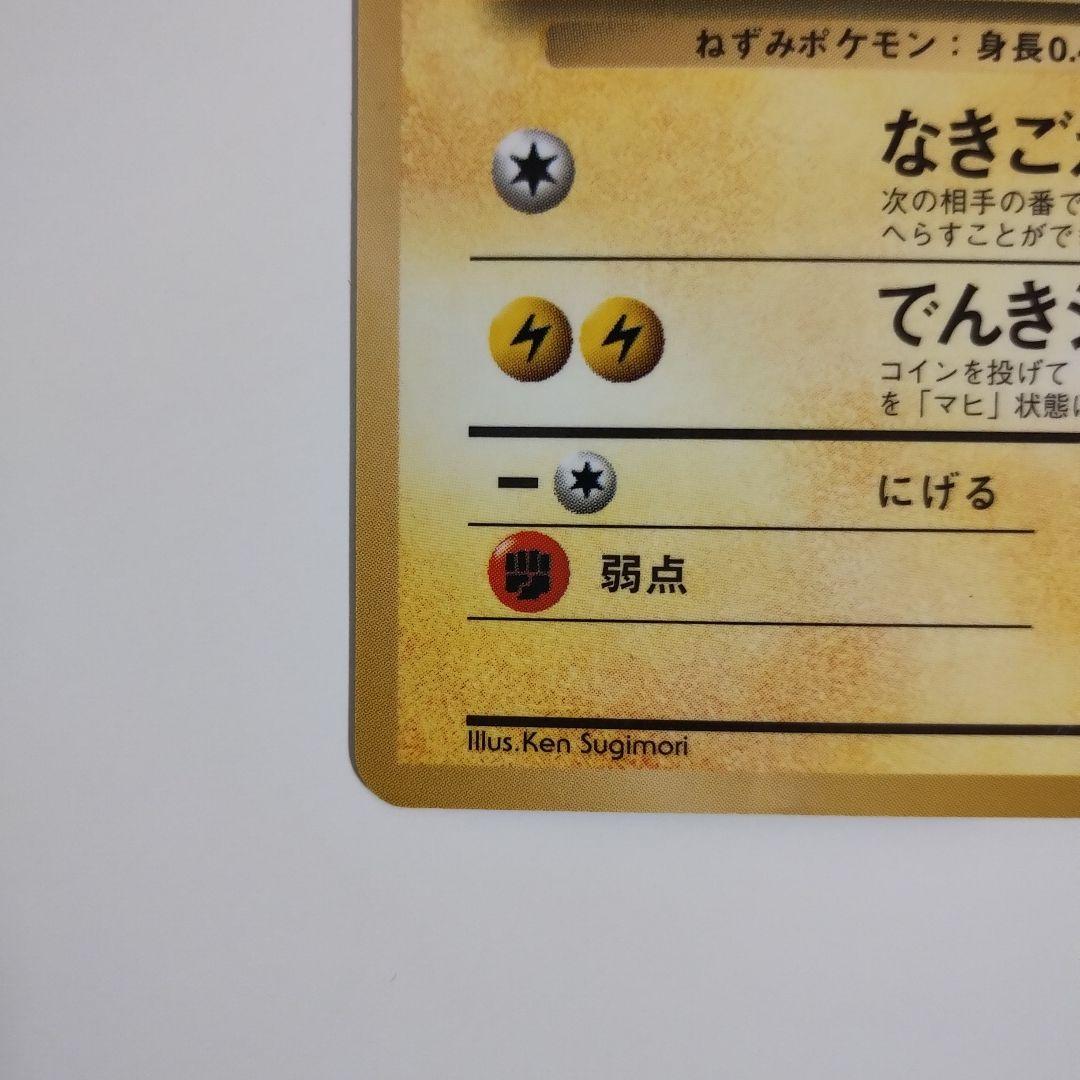 ねずみポケモン：身長0.
なきご
次の相手の番で
へらすことがで
でんき
コインを投げて
を「マヒ」状態
にげる
弱点
Illus.Ken Sugimori